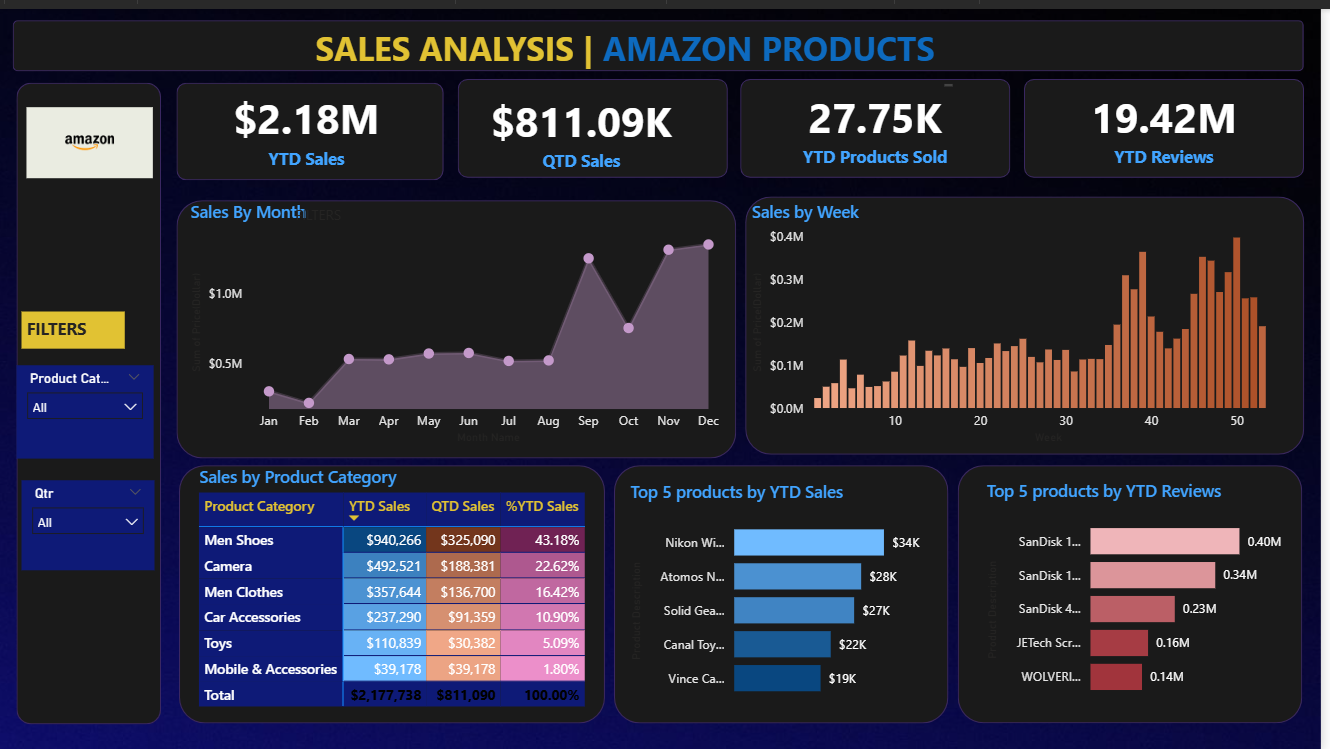 SALES ANALYSIS | AMAZON PRODUCTS
amazon
$2.18M
YTD Sales
$811.09K
QTD Sales
27.75K
YTD Products Sold
19.42M
YTD Reviews
FILTERS
Product Cat...
All
Qtr
All
Sales By Month
$1.0M
$0.5M
Jan Feb Mar Apr May Jun Jul Aug Sep Oct Nov Dec
Month Name
Sales by Week
$0.4M
$0.3M
$0.2M
$0.1M
$0.0M
10 20 30 40 50
Week
Sales by Product Category
Product Category YTD Sales QTD Sales %YTD Sales
Men Shoes $940,266 $325,090 43.18%
Camera $492,521 $188,381 22.62%
Men Clothes $357,644 $136,700 16.42%
Car Accessories $237,290 $91,359 10.90%
Toys $110,839 $30,382 5.09%
Mobile & Accessories $39,178 $39,178 1.80%
Total $2,177,738 $811,090 100.00%
Top 5 products by YTD Sales
Product Description
Nikon Wi... $34K
Atomos N... $28K
Solid Gea... $27K
Canal Toy... $22K
Vince Ca... $19K
Top 5 products by YTD Reviews
Product Description
SanDisk 1... 0.40M
SanDisk 1... 0.34M
SanDisk 4... 0.23M
JETech Scr... 0.16M
WOLVERI... 0.14M